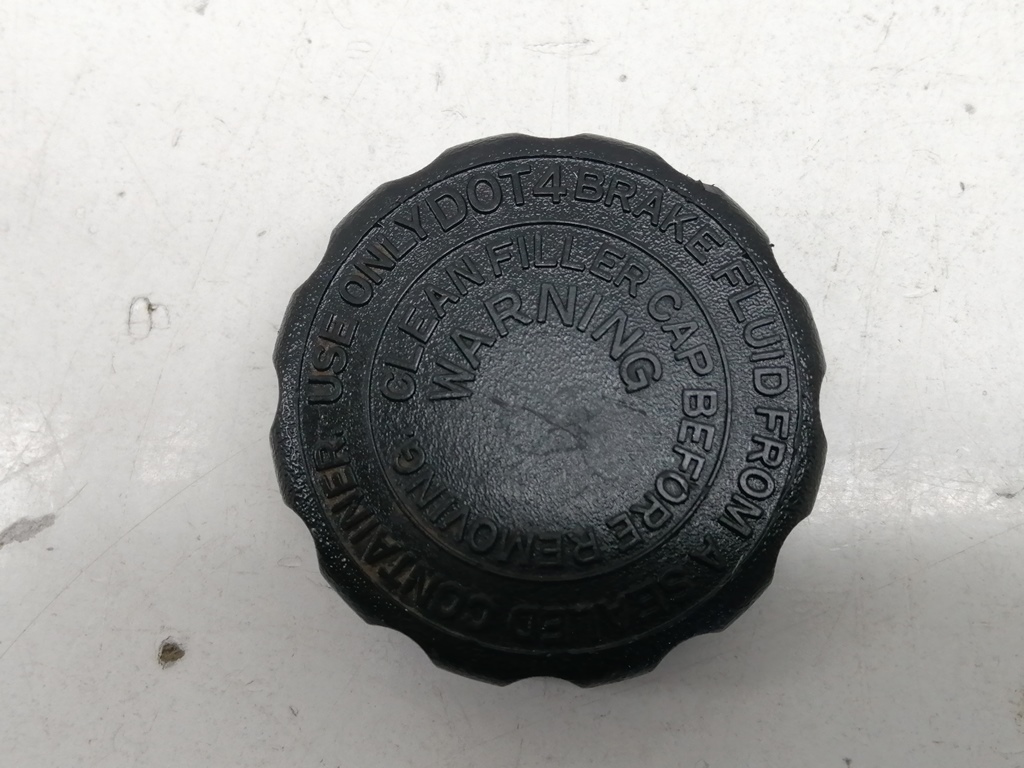 WARNING
CLEAN FILLER CAP BEFORE REMOVING.
USE ONLY DOT4 BRAKE FLUID FROM A SEALED CONTAINER.